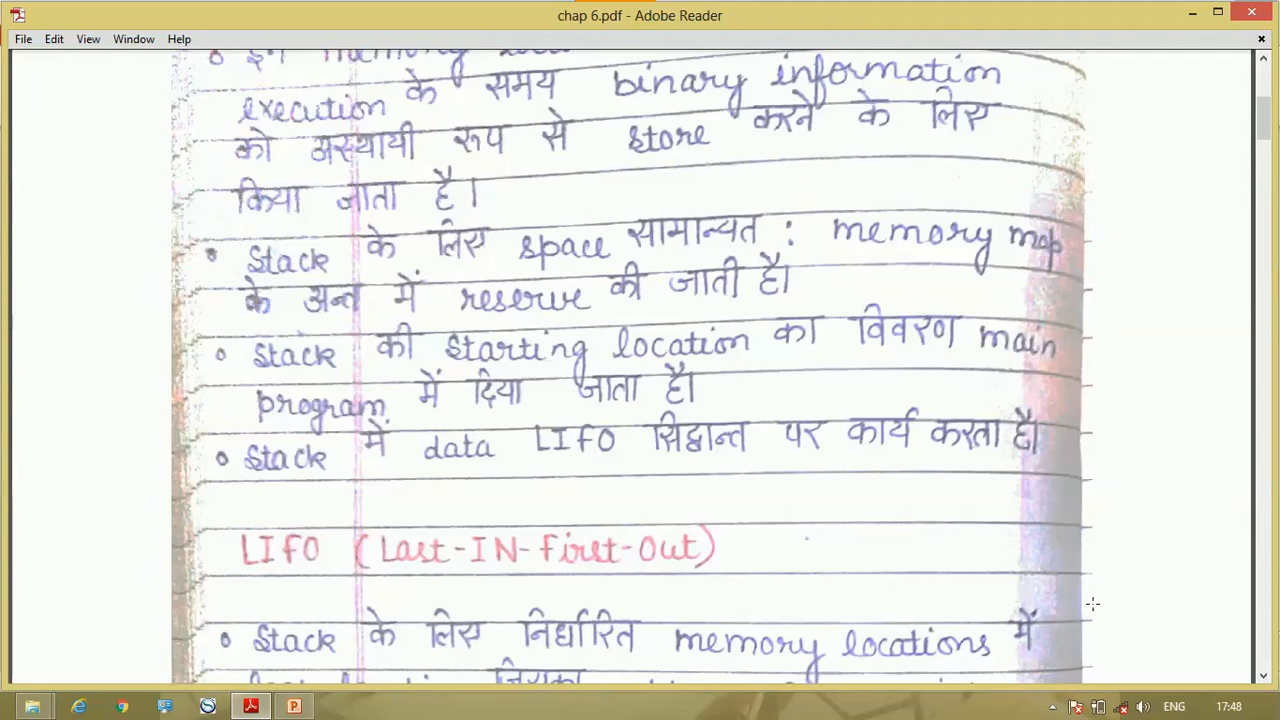 chap 6.pdf - Adobe Reader
File Edit View Window Help
इन memory
execution के समय binary information
को अस्थायी रूप से store करने के लिए
किया जाता है।
• Stack के लिए space सामान्यत : memory map
के अन्त में reserve की जाती है।
• Stack की starting location का विवरण main
program में दिया जाता है।
• Stack में data LIFO सिद्वान्त पर कार्य करता है।
LIFO (Last-IN-First-Out)
• Stack के लिए निर्धारित memory locations में
ENG 17:48